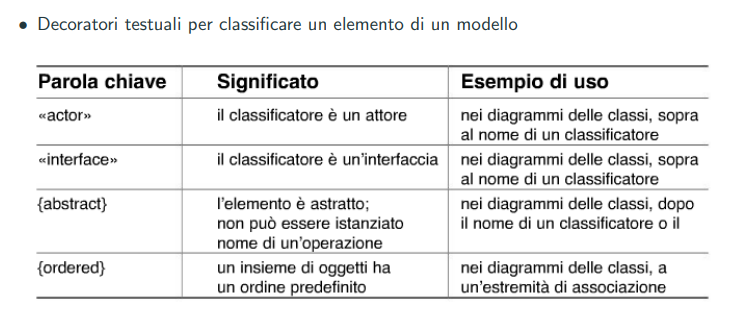 • Decoratori testuali per classificare un elemento di un modello
Parola chiave Significato Esempio di uso
«actor» il classificatore è un attore nei diagrammi delle classi, sopra
al nome di un classificatore
«interface» il classificatore è un'interfaccia nei diagrammi delle classi, sopra
al nome di un classificatore
{abstract} l'elemento è astratto; nei diagrammi delle classi, dopo
non può essere istanziato il nome di un classificatore o il
nome di un'operazione
{ordered} un insieme di oggetti ha nei diagrammi delle classi, a
un ordine predefinito un'estremità di associazione